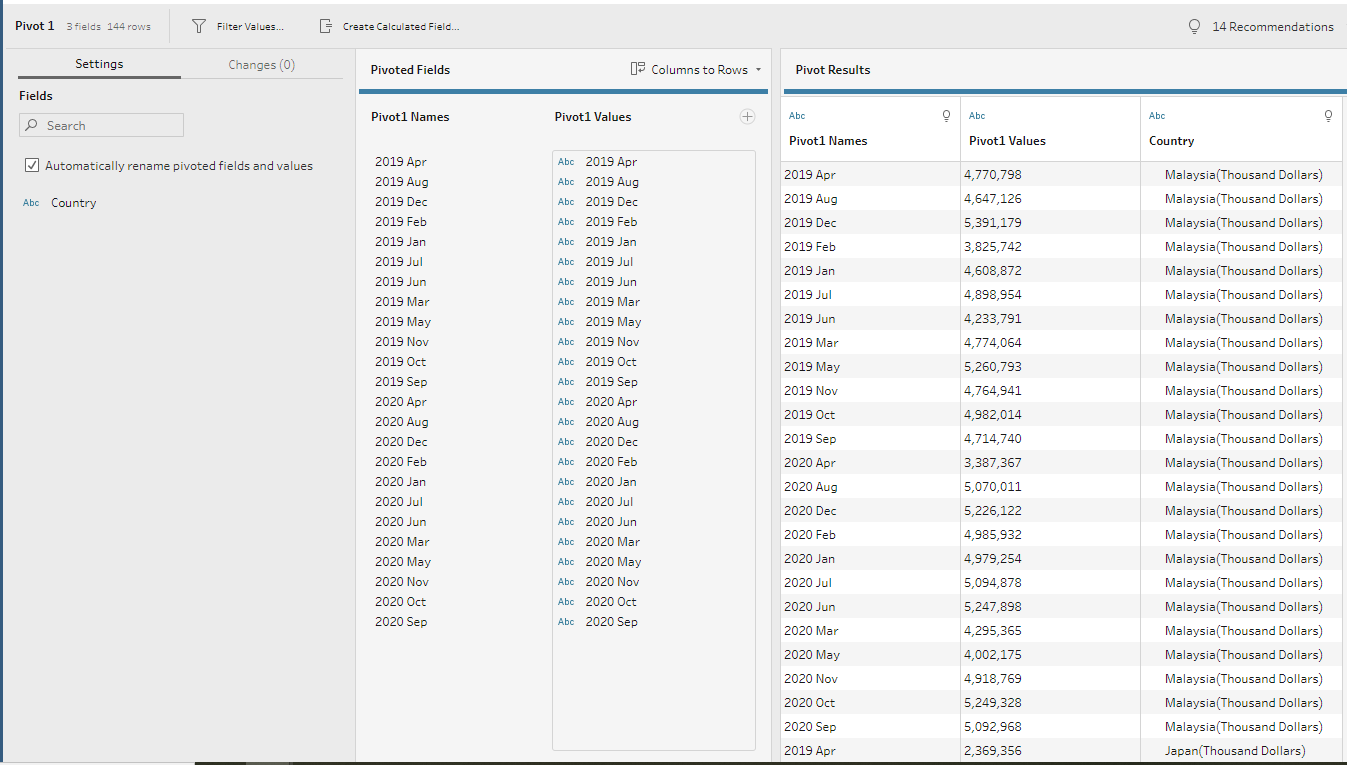 Pivot 1 3 fields 144 rows Filter Values... Create Calculated Field... 14 Recommendations
Settings Changes (0)
Fields
Search
Automatically rename pivoted fields and values
Abc Country
Pivoted Fields Columns to Rows
Pivot1 Names Pivot1 Values
2019 Apr Abc 2019 Apr
2019 Aug Abc 2019 Aug
2019 Dec Abc 2019 Dec
2019 Feb Abc 2019 Feb
2019 Jan Abc 2019 Jan
2019 Jul Abc 2019 Jul
2019 Jun Abc 2019 Jun
2019 Mar Abc 2019 Mar
2019 May Abc 2019 May
2019 Nov Abc 2019 Nov
2019 Oct Abc 2019 Oct
2019 Sep Abc 2019 Sep
2020 Apr Abc 2020 Apr
2020 Aug Abc 2020 Aug
2020 Dec Abc 2020 Dec
2020 Feb Abc 2020 Feb
2020 Jan Abc 2020 Jan
2020 Jul Abc 2020 Jul
2020 Jun Abc 2020 Jun
2020 Mar Abc 2020 Mar
2020 May Abc 2020 May
2020 Nov Abc 2020 Nov
2020 Oct Abc 2020 Oct
2020 Sep Abc 2020 Sep
Pivot Results
Abc Abc Abc
Pivot1 Names Pivot1 Values Country
2019 Apr 4,770,798 Malaysia(Thousand Dollars)
2019 Aug 4,647,126 Malaysia(Thousand Dollars)
2019 Dec 5,391,179 Malaysia(Thousand Dollars)
2019 Feb 3,825,742 Malaysia(Thousand Dollars)
2019 Jan 4,608,872 Malaysia(Thousand Dollars)
2019 Jul 4,898,954 Malaysia(Thousand Dollars)
2019 Jun 4,233,791 Malaysia(Thousand Dollars)
2019 Mar 4,774,064 Malaysia(Thousand Dollars)
2019 May 5,260,793 Malaysia(Thousand Dollars)
2019 Nov 4,764,941 Malaysia(Thousand Dollars)
2019 Oct 4,982,014 Malaysia(Thousand Dollars)
2019 Sep 4,714,740 Malaysia(Thousand Dollars)
2020 Apr 3,387,367 Malaysia(Thousand Dollars)
2020 Aug 5,070,011 Malaysia(Thousand Dollars)
2020 Dec 5,226,122 Malaysia(Thousand Dollars)
2020 Feb 4,985,932 Malaysia(Thousand Dollars)
2020 Jan 4,979,254 Malaysia(Thousand Dollars)
2020 Jul 5,094,878 Malaysia(Thousand Dollars)
2020 Jun 5,247,898 Malaysia(Thousand Dollars)
2020 Mar 4,295,365 Malaysia(Thousand Dollars)
2020 May 4,002,175 Malaysia(Thousand Dollars)
2020 Nov 4,918,769 Malaysia(Thousand Dollars)
2020 Oct 5,249,328 Malaysia(Thousand Dollars)
2020 Sep 5,092,968 Malaysia(Thousand Dollars)
2019 Apr 2,369,356 Japan(Thousand Dollars)